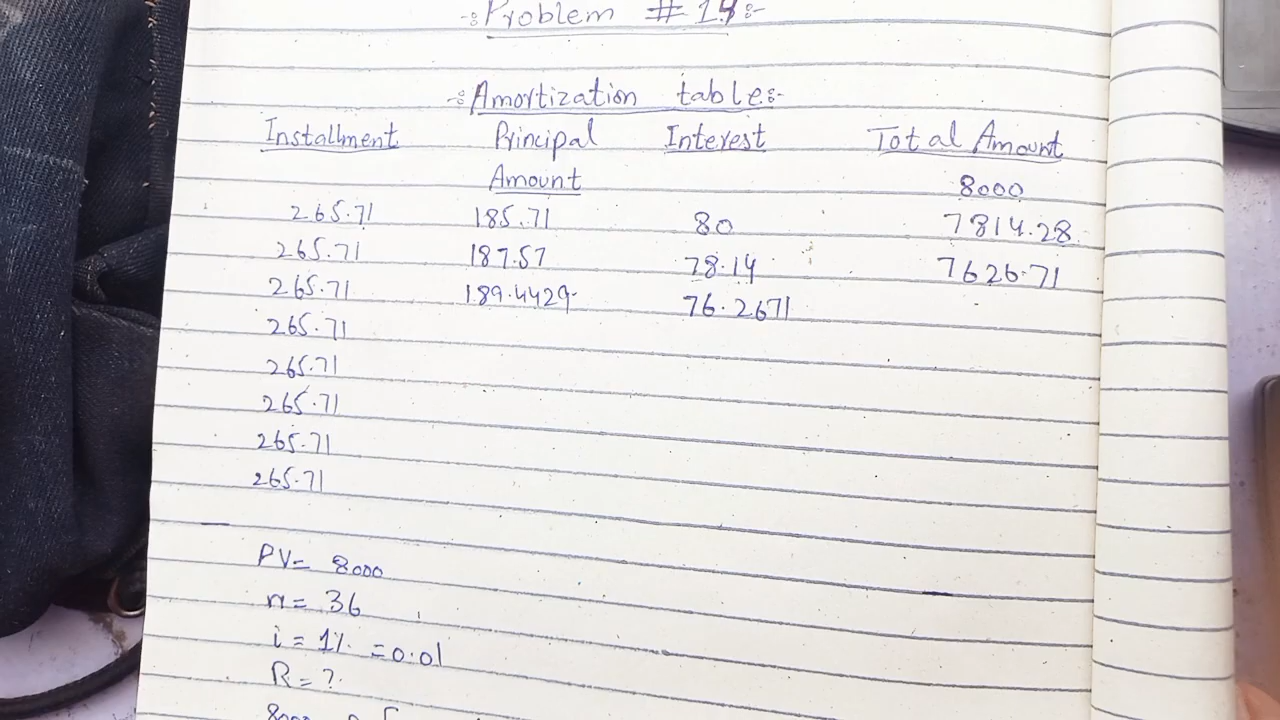 -:Problem # 14:-
-:Amortization table:-
Installment Principal Amount Interest Total Amount
8000
265.71 185.71 80 7814.28
265.71 187.57 78.14 7626.71
265.71 189.4429 76.2671
265.71
265.71
265.71
265.71
265.71
PV= 8000
n= 36
i = 1% =0.01
R = ?
8000